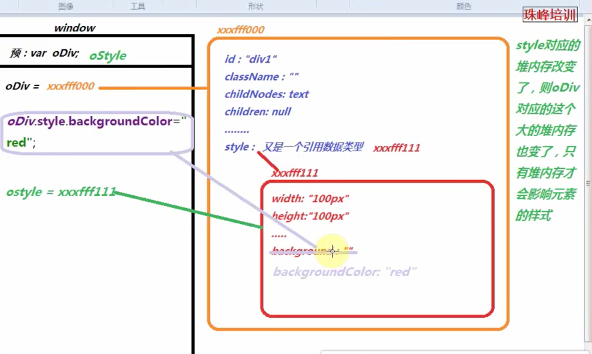 图像
工具
形状
颜色
珠峰培训
window
预：var oDiv;
oStyle
oDiv = xxxfff000
oDiv.style.backgroundColor="
red";
ostyle = xxxfff111
xxxfff000
id："div1"
className：""
childNodes: text
children: null
........
style： 又是一个引用数据类型 xxxfff111
xxxfff111
width: "100px"
height:"100px"
.....
background: ""
backgroundColor: "red"
style对应的
堆内存改变
了，则oDiv
对应的这个
大的堆内存
也变了，只
有堆内存才
会影响元素
的样式